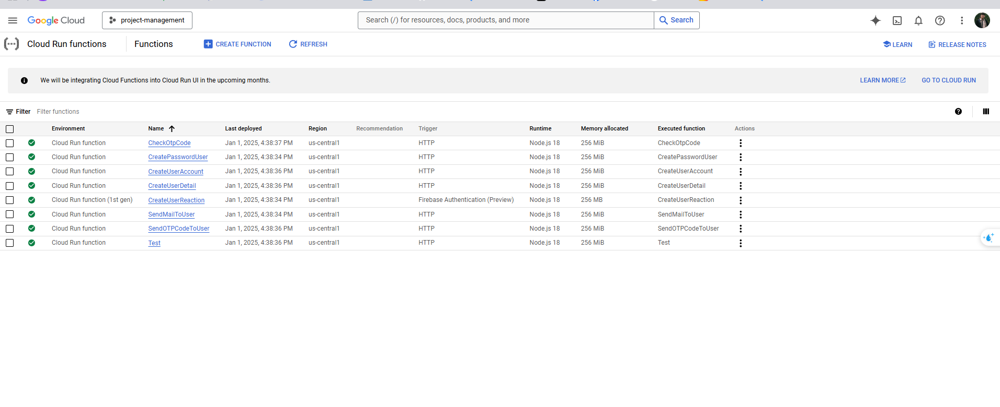 Google Cloud project-management Search (/) for resources, docs, products, and more Search
Cloud Run functions Functions CREATE FUNCTION REFRESH LEARN RELEASE NOTES
We will be integrating Cloud Functions into Cloud Run UI in the upcoming months. LEARN MORE GO TO CLOUD RUN
Filter Filter functions
Environment Name Last deployed Region Recommendation Trigger Runtime Memory allocated Executed function Actions
Cloud Run function CheckOtpCode Jan 1, 2025, 4:38:37 PM us-central1 HTTP Node.js 18 256 MiB CheckOtpCode
Cloud Run function CreatePasswordUser Jan 1, 2025, 4:38:34 PM us-central1 HTTP Node.js 18 256 MiB CreatePasswordUser
Cloud Run function CreateUserAccount Jan 1, 2025, 4:38:36 PM us-central1 HTTP Node.js 18 256 MiB CreateUserAccount
Cloud Run function CreateUserDetail Jan 1, 2025, 4:38:36 PM us-central1 HTTP Node.js 18 256 MiB CreateUserDetail
Cloud Run function (1st gen) CreateUserReaction Jan 1, 2025, 4:38:34 PM us-central1 Firebase Authentication (Preview) Node.js 18 256 MB CreateUserReaction
Cloud Run function SendMailToUser Jan 1, 2025, 4:38:34 PM us-central1 HTTP Node.js 18 256 MiB SendMailToUser
Cloud Run function SendOTPCodeToUser Jan 1, 2025, 4:38:36 PM us-central1 HTTP Node.js 18 256 MiB SendOTPCodeToUser
Cloud Run function Test Jan 1, 2025, 4:38:36 PM us-central1 HTTP Node.js 18 256 MiB Test